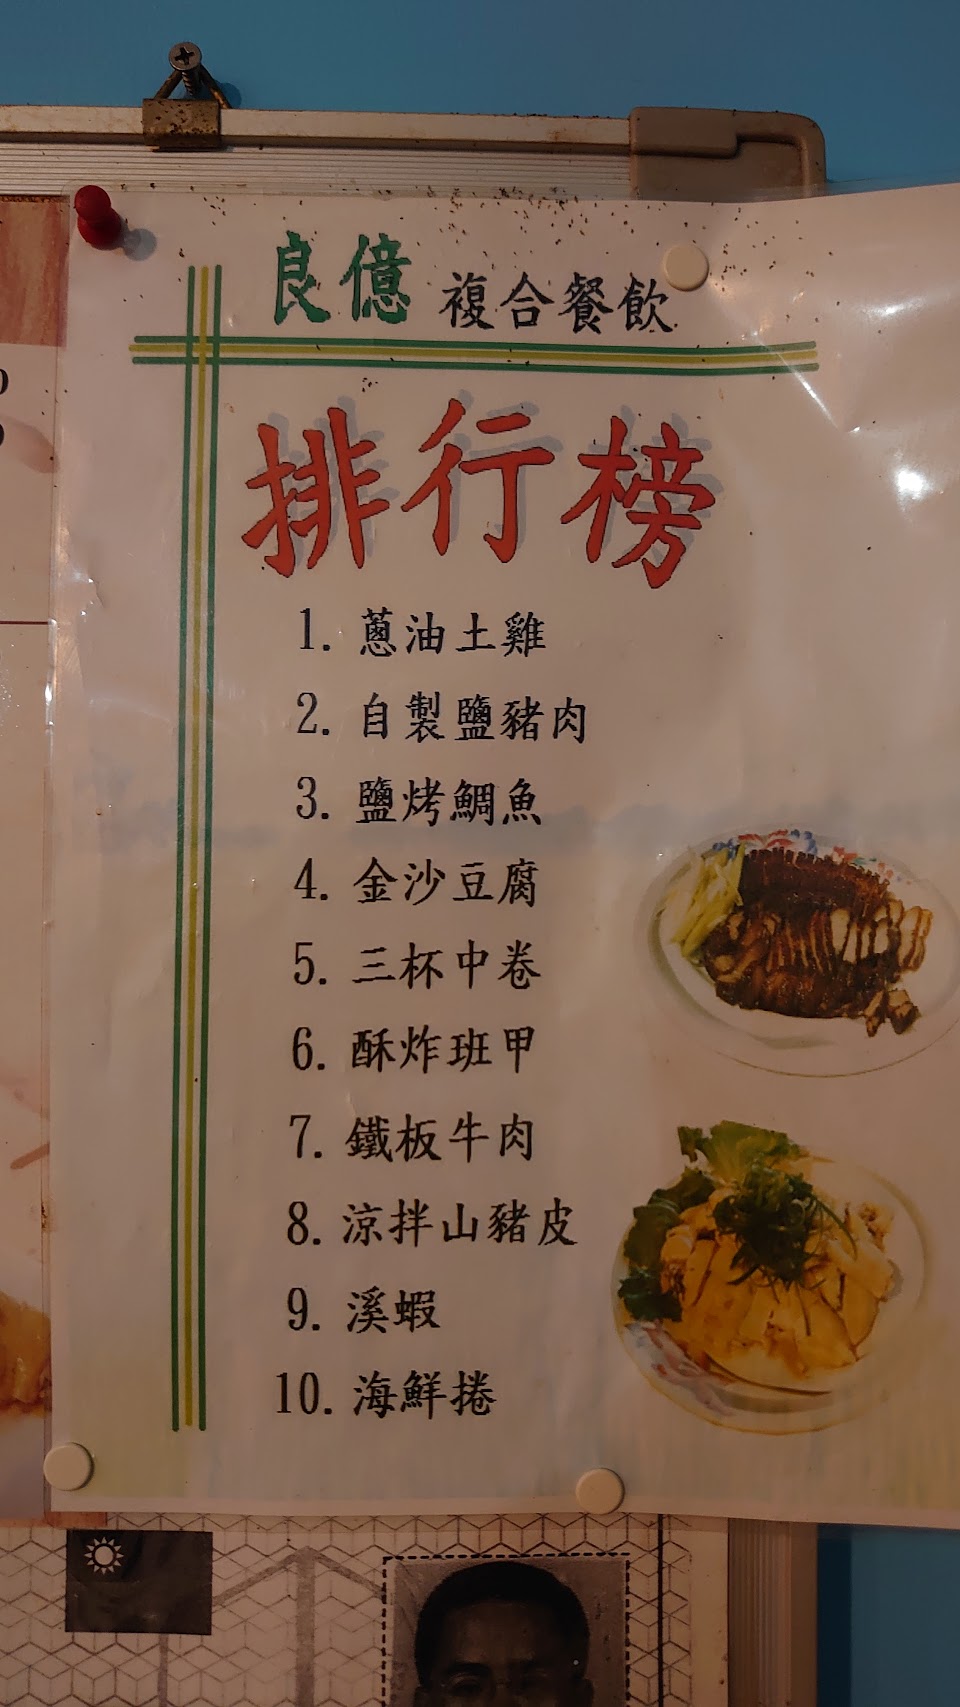 良億 複合餐飲
排行榜
1. 蔥油土雞
2. 自製鹽豬肉
3. 鹽烤鯛魚
4. 金沙豆腐
5. 三杯中卷
6. 酥炸班甲
7. 鐵板牛肉
8. 涼拌山豬皮
9. 溪蝦
10. 海鮮捲